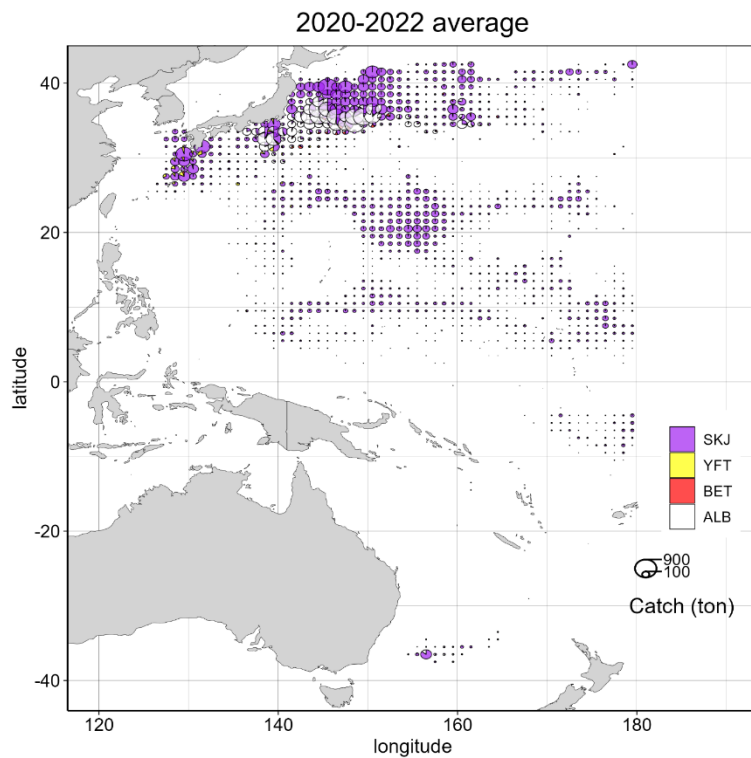 2020-2022 average
40
20
0
-20
-40
latitude
120
140
160
180
longitude
SKJ
YFT
BET
ALB
900
100
Catch (ton)